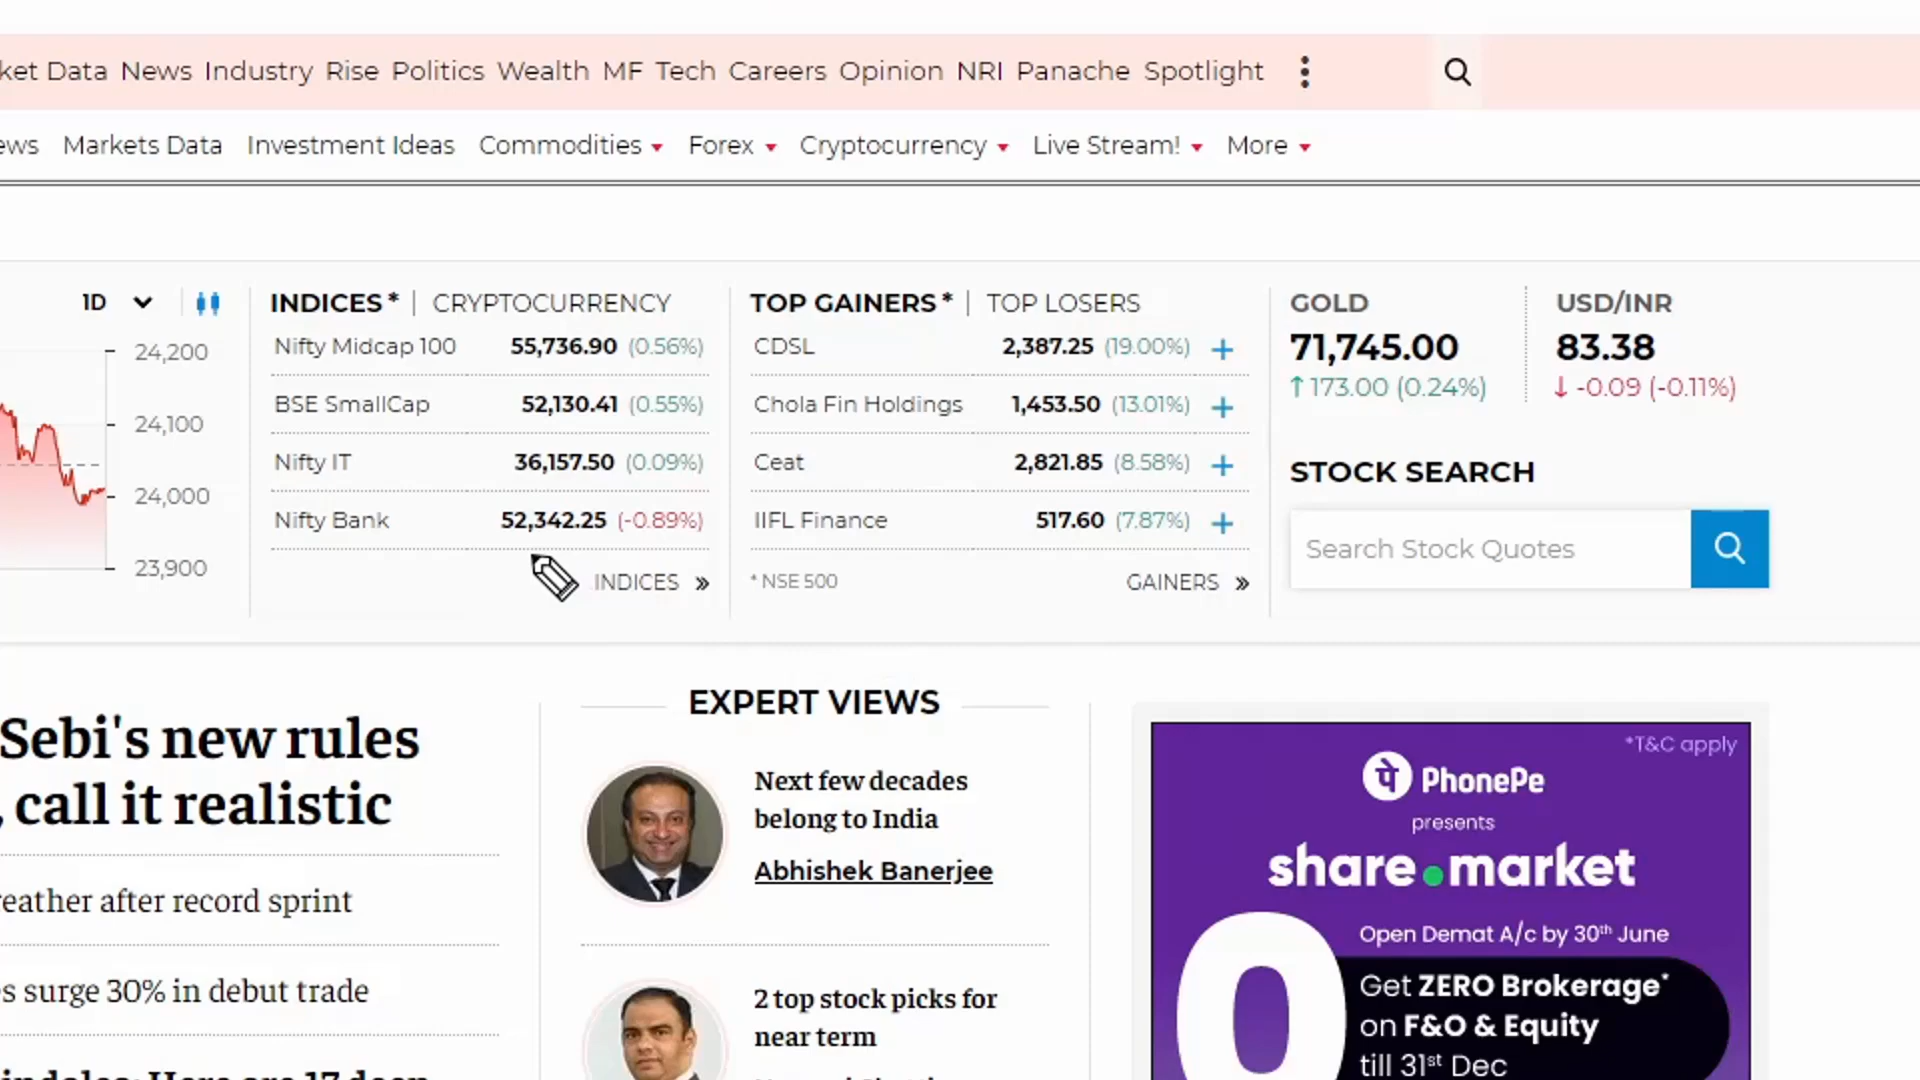 ket Data News Industry Rise Politics Wealth MF Tech Careers Opinion NRI Panache Spotlight
ews Markets Data Investment Ideas Commodities Forex Cryptocurrency Live Stream! More
1D
24,200
24,100
24,000
23,900
INDICES * | CRYPTOCURRENCY
Nifty Midcap 100 55,736.90 (0.56%)
BSE SmallCap 52,130.41 (0.55%)
Nifty IT 36,157.50 (0.09%)
Nifty Bank 52,342.25 (-0.89%)
INDICES »
TOP GAINERS * | TOP LOSERS
CDSL 2,387.25 (19.00%) +
Chola Fin Holdings 1,453.50 (13.01%) +
Ceat 2,821.85 (8.58%) +
IIFL Finance 517.60 (7.87%) +
* NSE 500 GAINERS »
GOLD
71,745.00
↑ 173.00 (0.24%)
USD/INR
83.38
↓ -0.09 (-0.11%)
STOCK SEARCH
Search Stock Quotes
Sebi's new rules
, call it realistic
reather after record sprint
s surge 30% in debut trade
EXPERT VIEWS
Next few decades
belong to India
Abhishek Banerjee
2 top stock picks for
near term
*T&C apply
पे PhonePe
presents
share.market
0
Open Demat A/c by 30th June
Get ZERO Brokerage*
on F&O & Equity
till 31st Dec